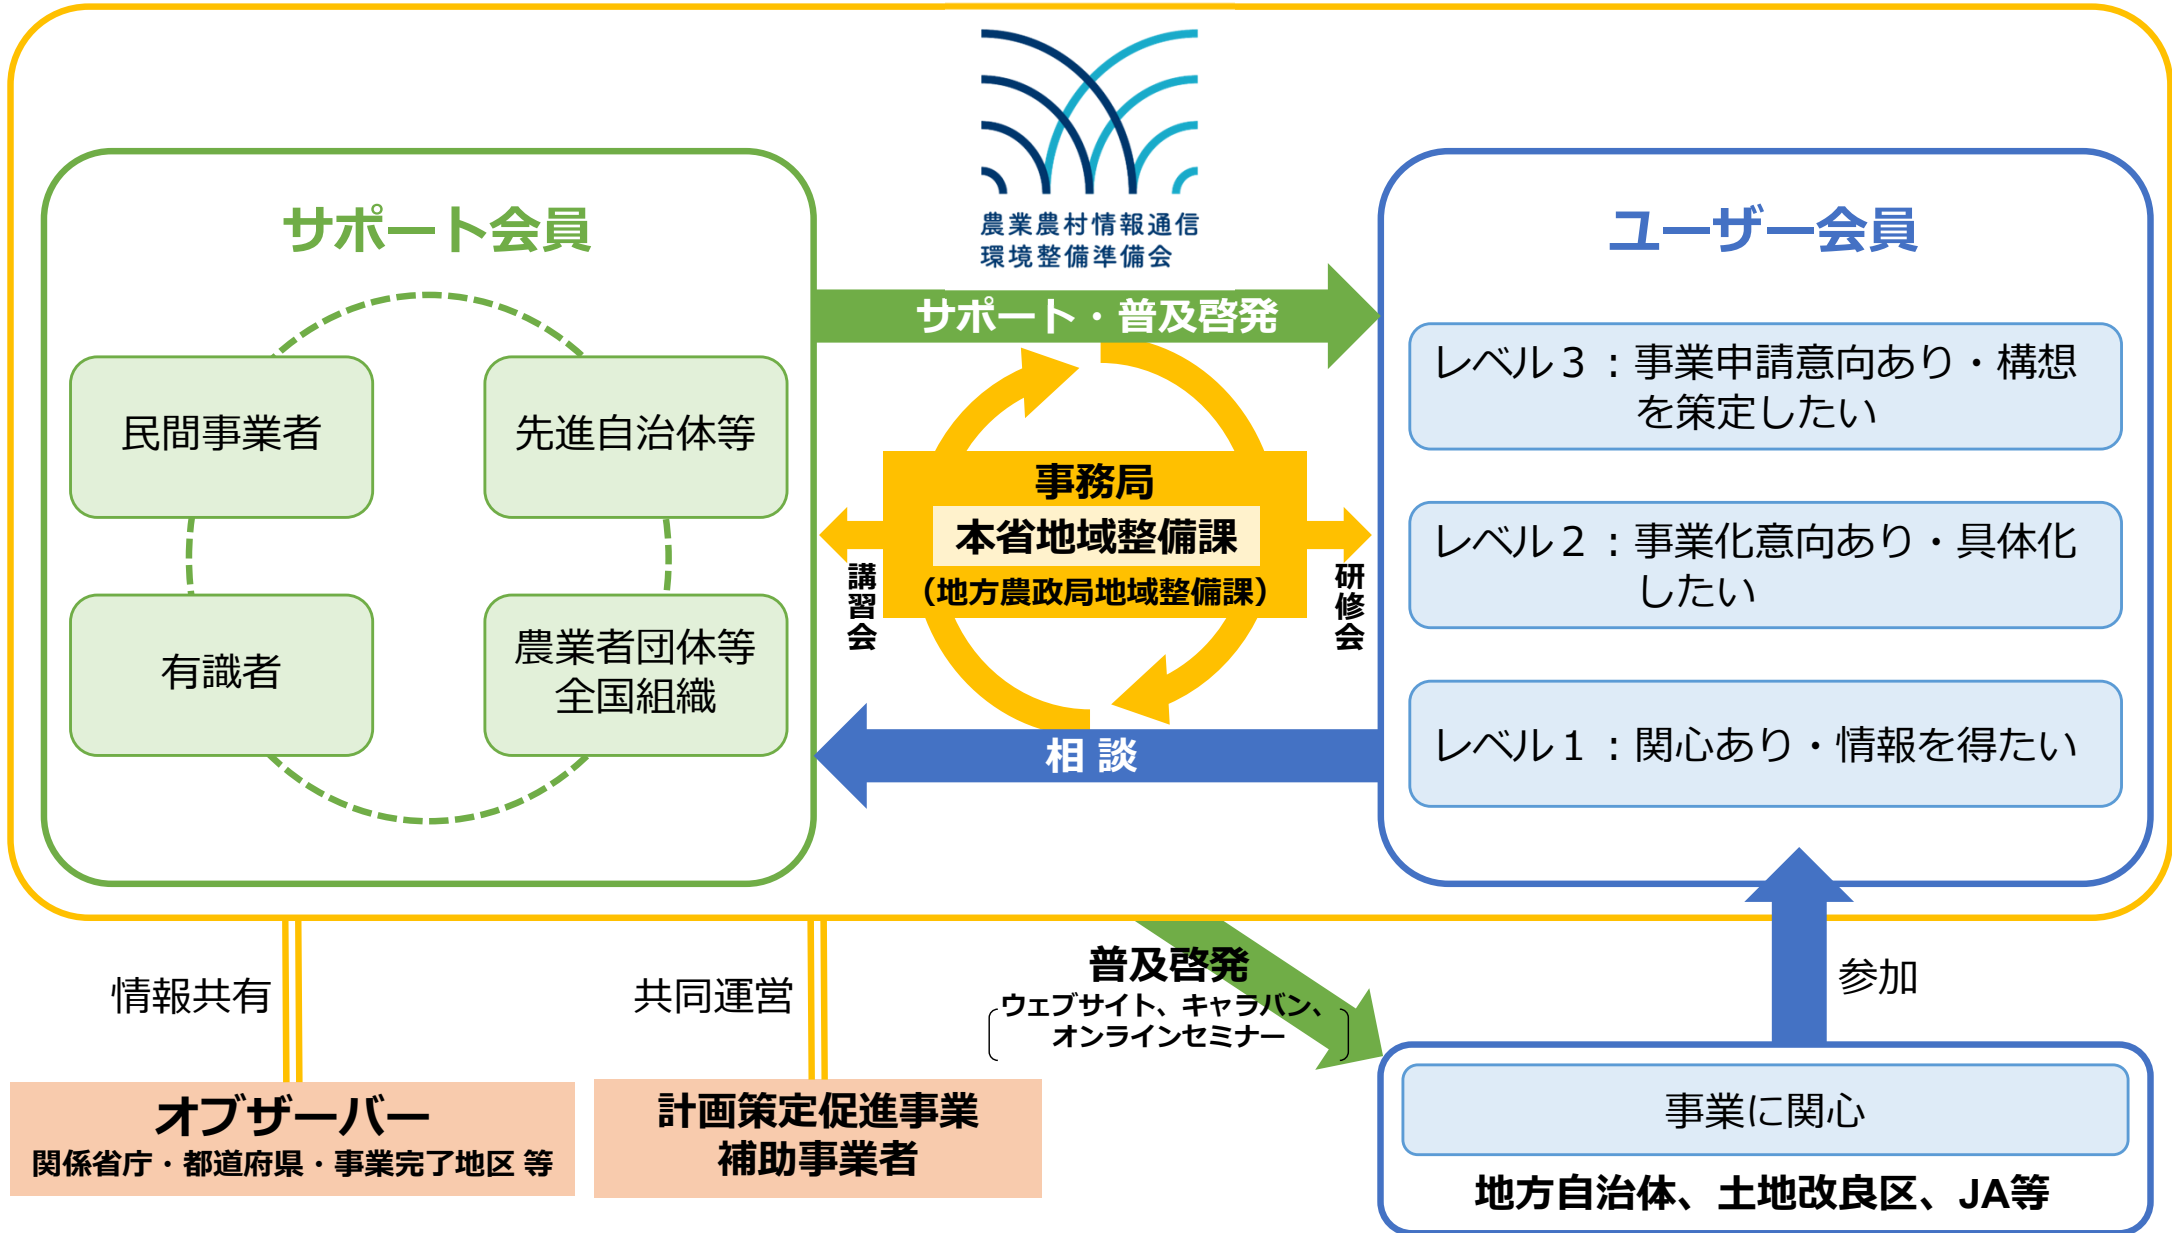 農業農村情報通信
環境整備準備会
サポート会員
民間事業者
先進自治体等
有識者
農業者団体等
全国組織
サポート・普及啓発
事務局
本省地域整備課
（地方農政局地域整備課）
講習会
研修会
相 談
ユーザー会員
レベル３：事業申請意向あり・構想
を策定したい
レベル２：事業化意向あり・具体化
したい
レベル１：関心あり・情報を得たい
情報共有
共同運営
普及啓発
ウェブサイト、キャラバン、
オンラインセミナー
参加
オブザーバー
関係省庁・都道府県・事業完了地区 等
計画策定促進事業
補助事業者
事業に関心
地方自治体、土地改良区、JA等